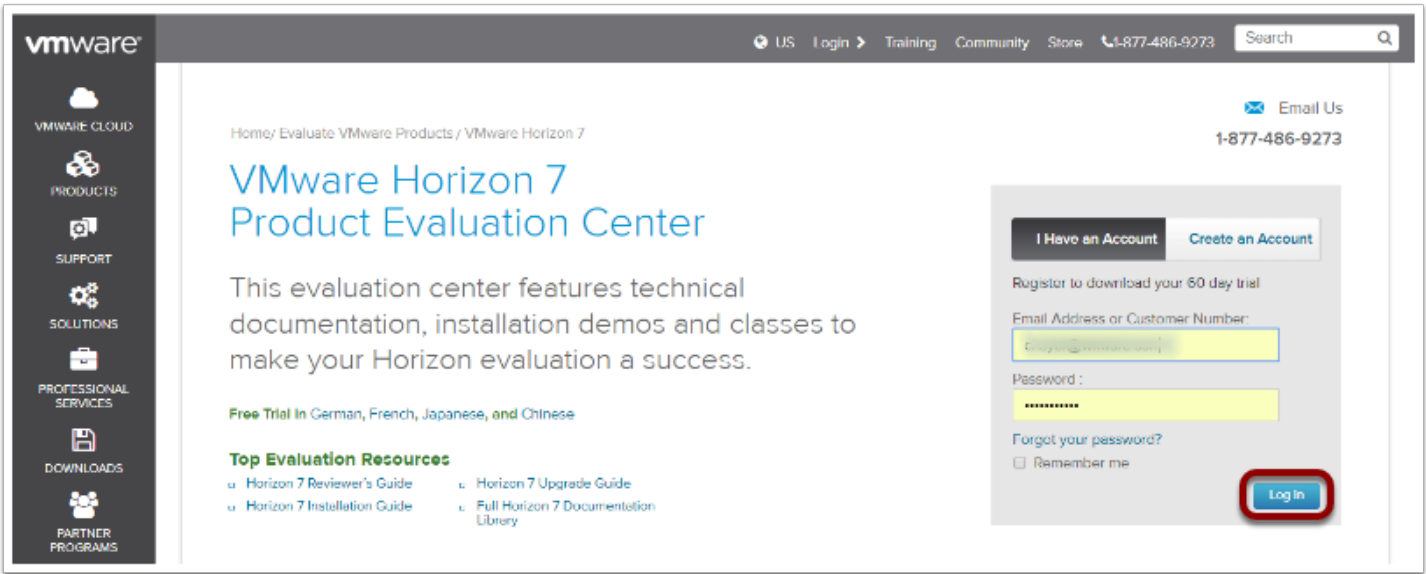 vmware
US Login Training Community Store 1-877-486-9273 Search
VMWARE CLOUD
PRODUCTS
SUPPORT
SOLUTIONS
PROFESSIONAL
SERVICES
DOWNLOADS
PARTNER
PROGRAMS
Home/ Evaluate VMware Products / VMware Horizon 7
VMware Horizon 7
Product Evaluation Center
This evaluation center features technical
documentation, installation demos and classes to
make your Horizon evaluation a success.
Free Trial in German, French, Japanese, and Chinese
Top Evaluation Resources
Horizon 7 Reviewer's Guide
Horizon 7 Installation Guide
Horizon 7 Upgrade Guide
Full Horizon 7 Documentation
Library
Email Us
1-877-486-9273
I Have an Account Create an Account
Register to download your 60 day trial
Email Address or Customer Number:
Password :
Forgot your password?
Remember me
Log In